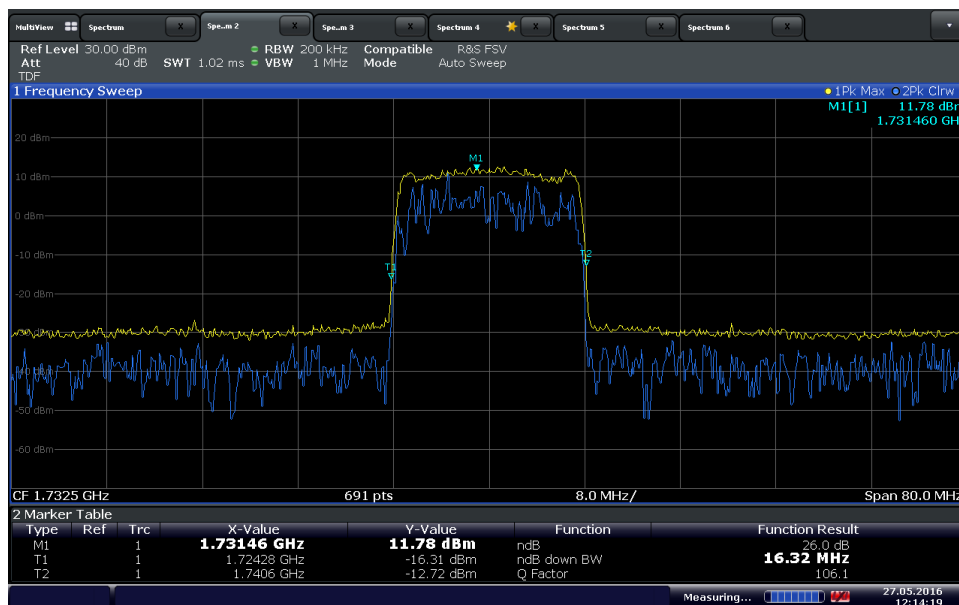 MultiView Spectrum X Spe...m 2 X Spe...m 3 X Spectrum 4 X Spectrum 5 X Spectrum 6 X
Ref Level 30.00 dBm RBW 200 kHz Compatible R&S FSV
Att 40 dB SWT 1.02 ms VBW 1 MHz Mode Auto Sweep
TDF
1 Frequency Sweep 1Pk Max 2Pk Clrw
M1[1] 11.78 dBm
1.731460 GH
20 dBm
M1
10 dBm
0 dBm
-10 dBm
T1 T2
-20 dBm
-30 dBm
-40 dBm
-50 dBm
-60 dBm
CF 1.7325 GHz 691 pts 8.0 MHz/ Span 80.0 MHz
2 Marker Table
Type Ref Trc X-Value Y-Value Function Function Result
M1 1 1.73146 GHz 11.78 dBm ndB 26.0 dB
T1 1 1.72428 GHz -16.31 dBm ndB down BW 16.32 MHz
T2 1 1.7406 GHz -12.72 dBm Q Factor 106.1
Measuring... 27.05.2016
12:14:19